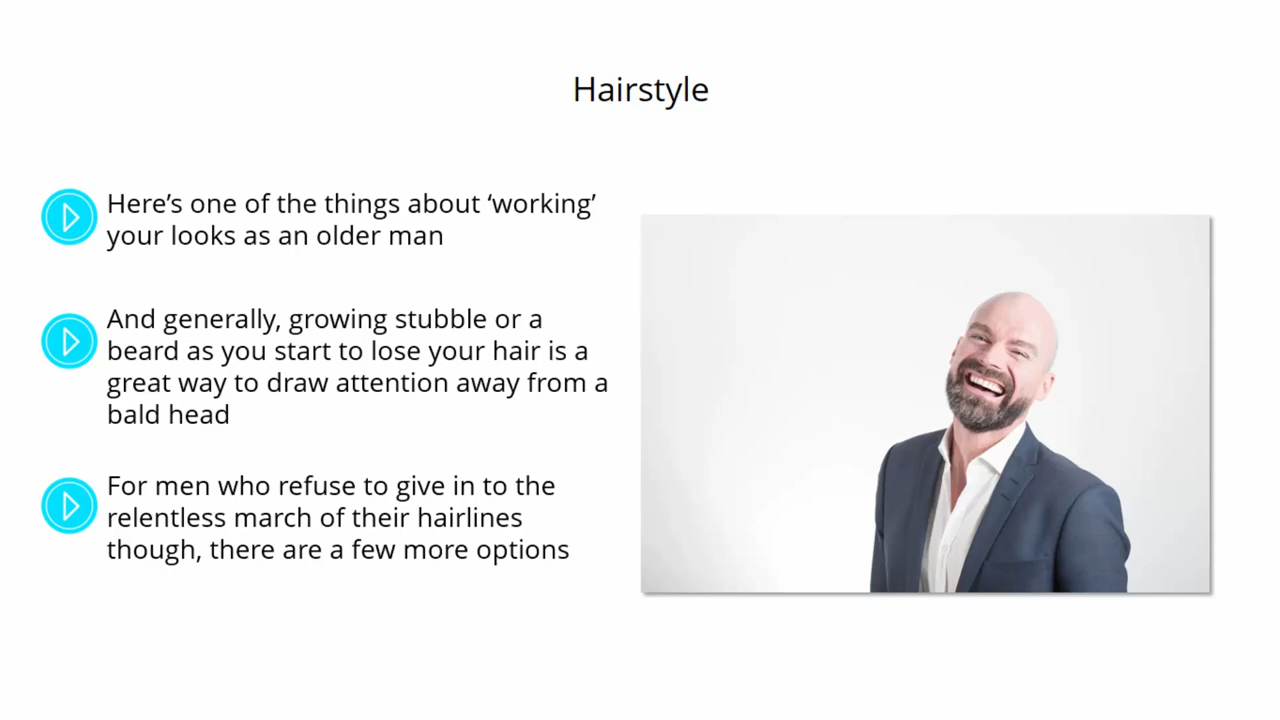 Hairstyle
Here’s one of the things about ‘working’
your looks as an older man
And generally, growing stubble or a
beard as you start to lose your hair is a
great way to draw attention away from a
bald head
For men who refuse to give in to the
relentless march of their hairlines
though, there are a few more options